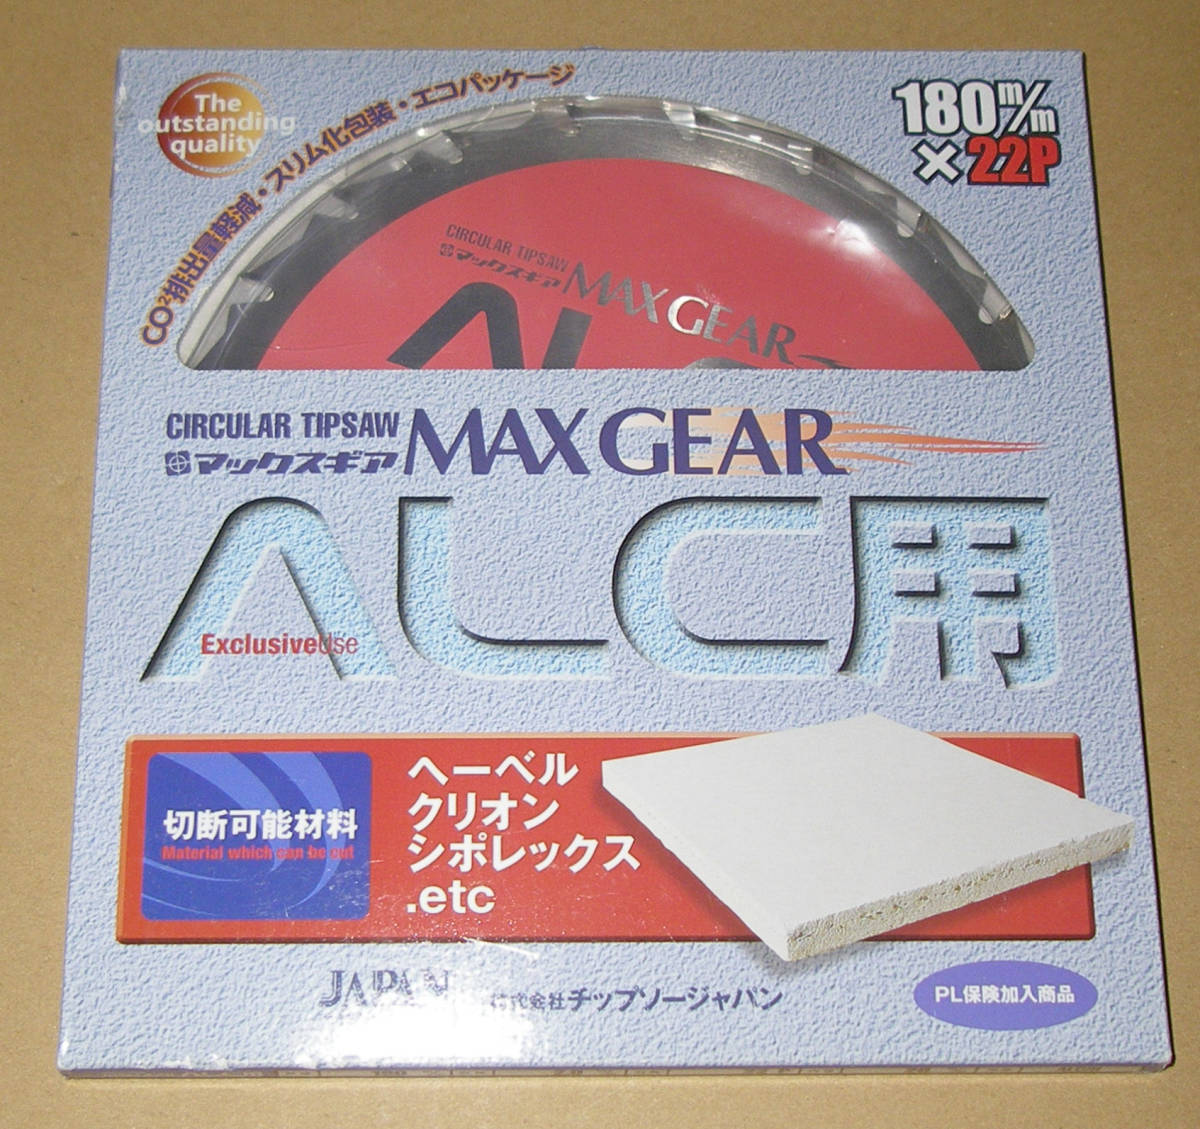 The
outstanding
quality
CO²排出量軽減・スリム化包装・エコパッケージ
180m/m
×22P
CIRCULAR TIPSAW
マックスギア MAX GEAR
ALC
CIRCULAR TIPSAW
マックスギア MAX GEAR
ALC用
ExclusiveUse
切断可能材料
Material which can be cut
ヘーベル
クリオン
シポレックス
.etc
JAPAN
株式会社チップソージャパン
PL保険加入商品